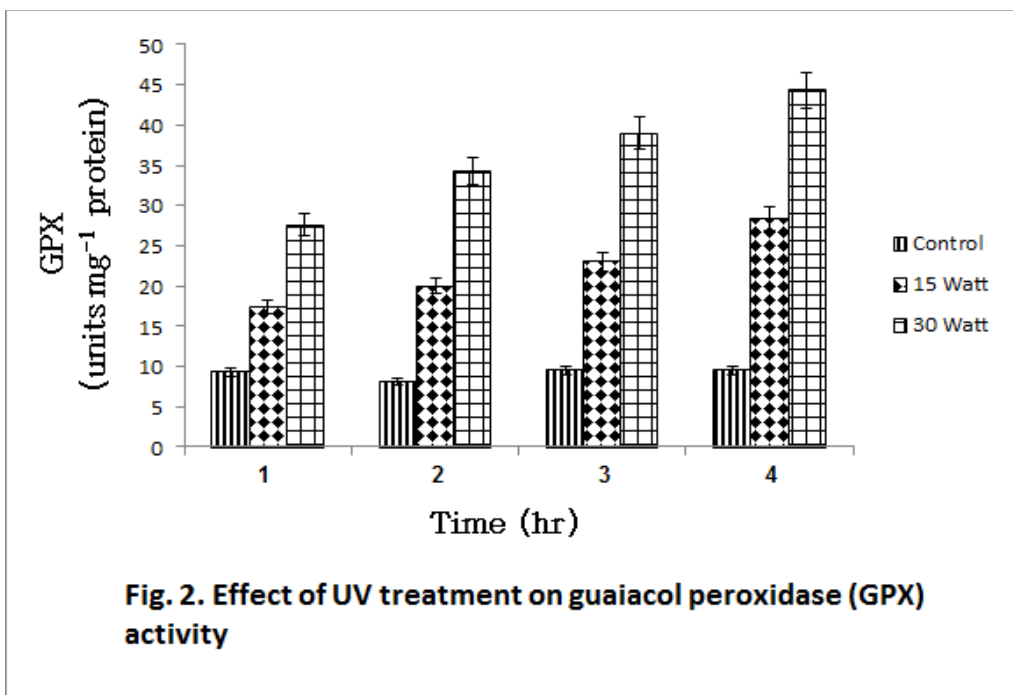 50
45
40
35
30
25
20
15
10
5
0
GPX
(units mg⁻¹ protein)
1
2
3
4
Time (hr)
Control
15 Watt
30 Watt
Fig. 2. Effect of UV treatment on guaiacol peroxidase (GPX)
activity